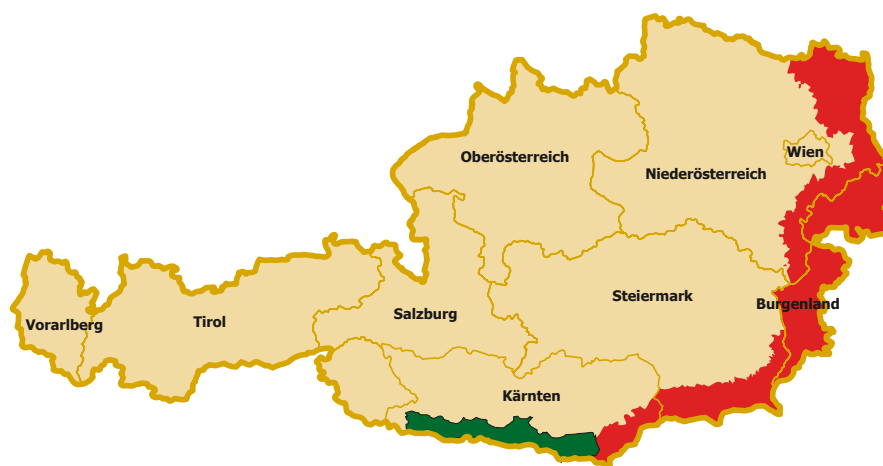 Oberösterreich
Wien
Niederösterreich
Steiermark
Burgenland
Vorarlberg
Tirol
Salzburg
Kärnten